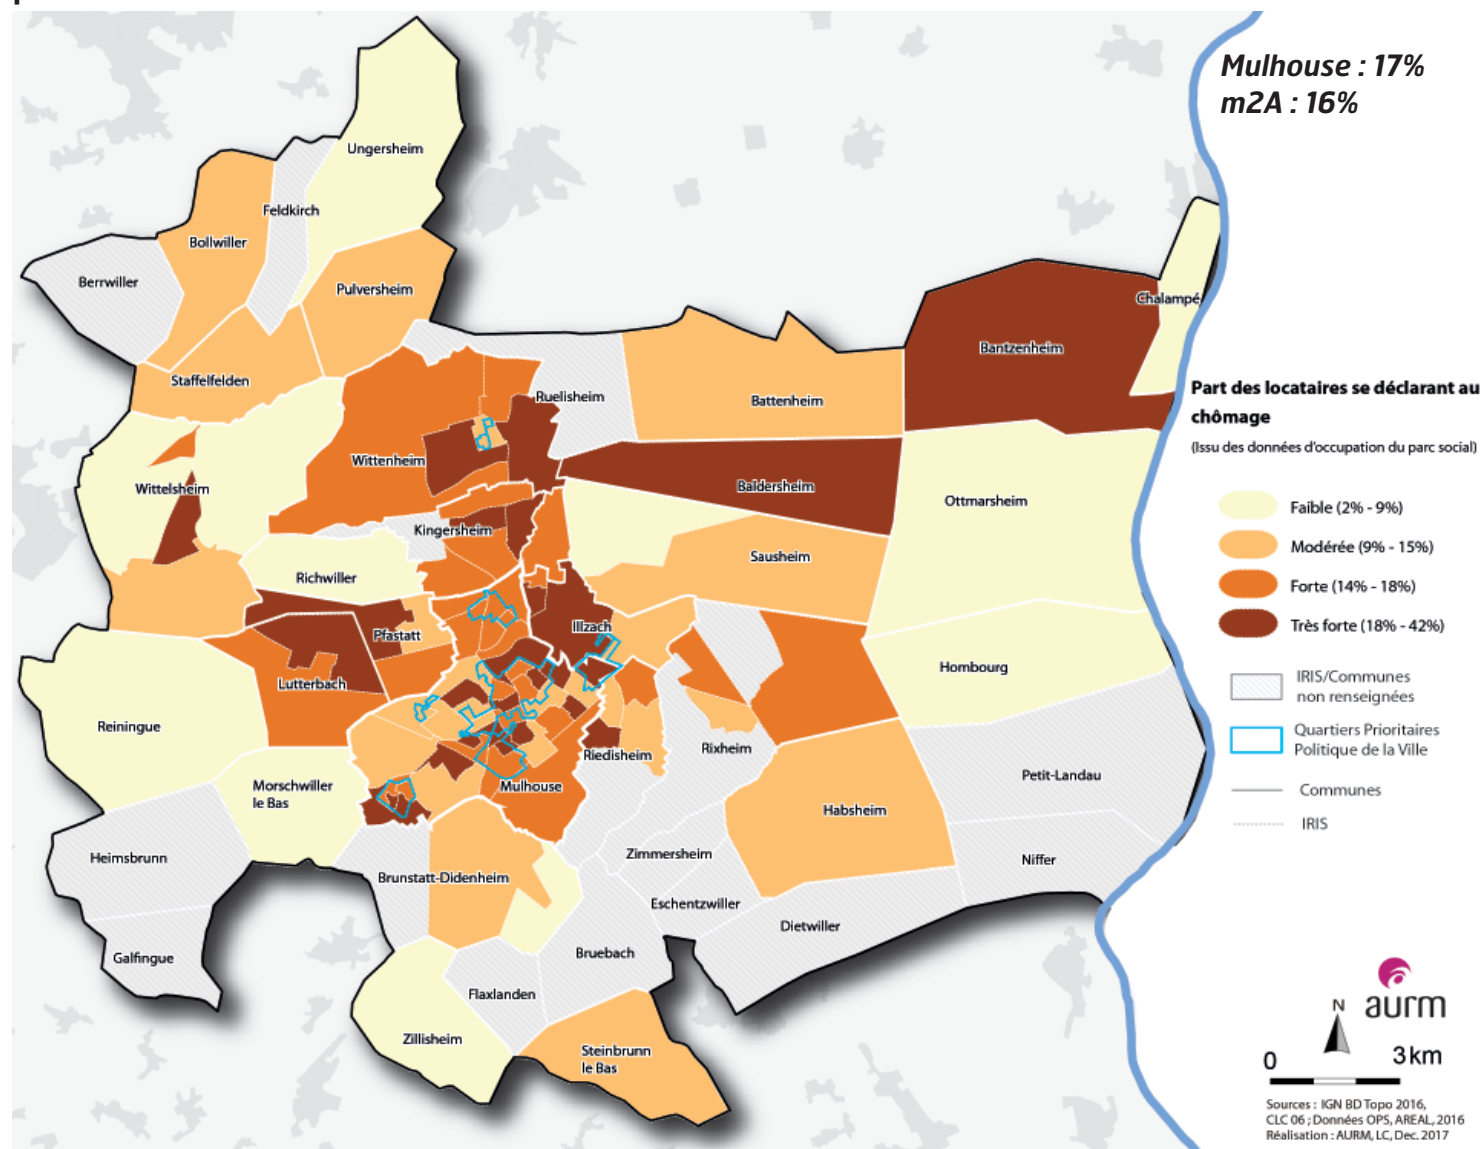 Mulhouse : 17%
m2A : 16%
Ungersheim
Feldkirch
Bollwiller
Berrwiller
Pulversheim
Chalampé
Bantzenheim
Staffelfelden
Ruelisheim
Battenheim
Wittenheim
Wittelsheim
Baldersheim
Ottmarsheim
Kingersheim
Sausheim
Richwiller
Illzach
Pfastatt
Hombourg
Lutterbach
Reiningue
Rixheim
Riedisheim
Petit-Landau
Morschwiller
le Bas
Mulhouse
Habsheim
Heimsbrunn
Zimmersheim
Niffer
Brunstatt-Didenheim
Eschentzwiller
Dietwiller
Galfingue
Bruebach
Flaxlanden
Zillisheim
Steinbrunn
le Bas
Part des locataires se déclarant au
chômage
(Issu des données d'occupation du parc social)
Faible (2% - 9%)
Modérée (9% - 15%)
Forte (14% - 18%)
Très forte (18% - 42%)
IRIS/Communes
non renseignées
Quartiers Prioritaires
Politique de la Ville
Communes
IRIS
aurm
N
0 3 km
Sources : IGN BD Topo 2016,
CLC 06 ; Données OPS, AREAL, 2016
Réalisation : AURM, LC, Dec. 2017